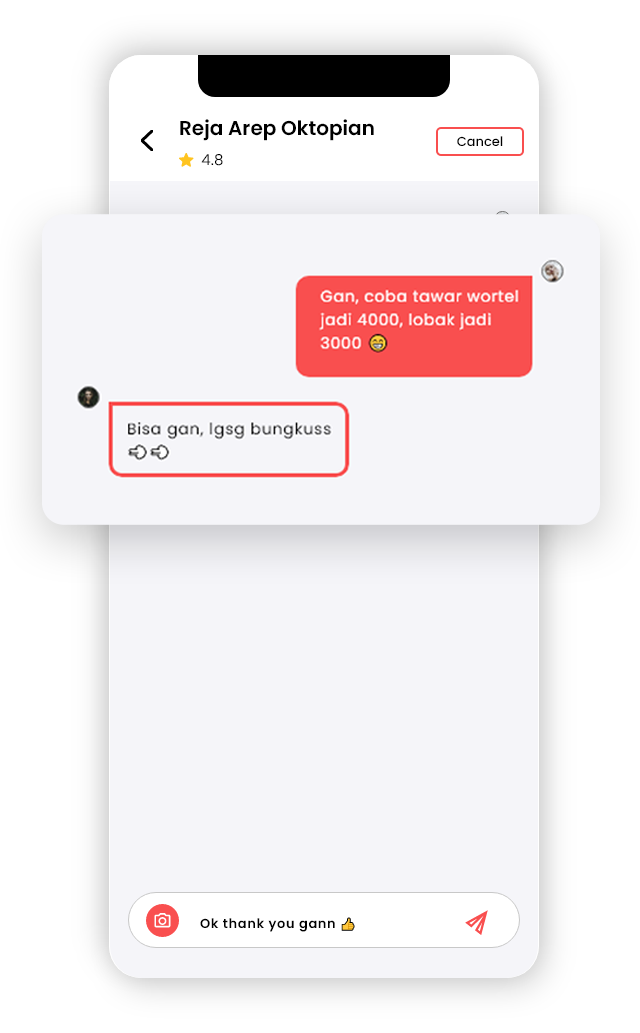 Reja Arep Oktopian
4.8
Cancel
Gan, coba tawar wortel
jadi 4000, lobak jadi
3000 😁
Bisa gan, lgsg bungkuss
Ok thank you gann 👍